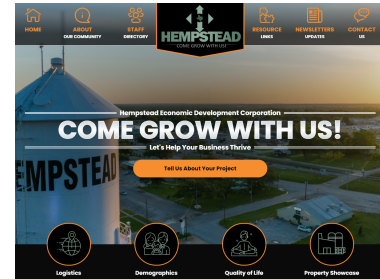 HOME
ABOUT
OUR COMMUNITY
STAFF
DIRECTORY
HEMPSTEAD
COME GROW WITH US!
RESOURCE
LINKS
NEWSLETTERS
UPDATES
CONTACT
US
Hempstead Economic Development Corporation
COME GROW WITH US!
Let's Help Your Business Thrive
EMPSTEAD
Tell Us About Your Project
Logistics
Demographics
Quality of Life
Property Showcase